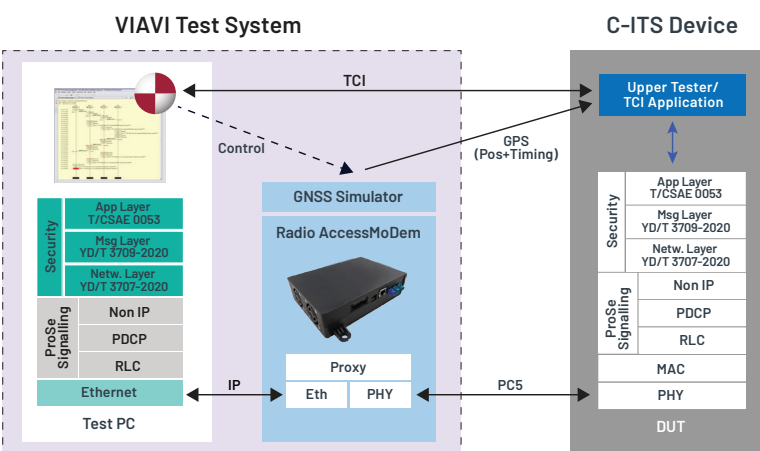 VIAVI Test System
C-ITS Device
TCI
Upper Tester/
TCI Application
Control
GPS
(Pos+Timing)
GNSS Simulator
Radio AccessMoDem
Security
App Layer
T/CSAE 0053
Msg Layer
YD/T 3709-2020
Netw. Layer
YD/T 3707-2020
ProSe
Signalling
Non IP
PDCP
RLC
Ethernet
Test PC
IP
Proxy
Eth
PHY
PC5
Security
App Layer
T/CSAE 0053
Msg Layer
YD/T 3709-2020
Netw. Layer
YD/T 3707-2020
ProSe
Signalling
Non IP
PDCP
RLC
MAC
PHY
DUT